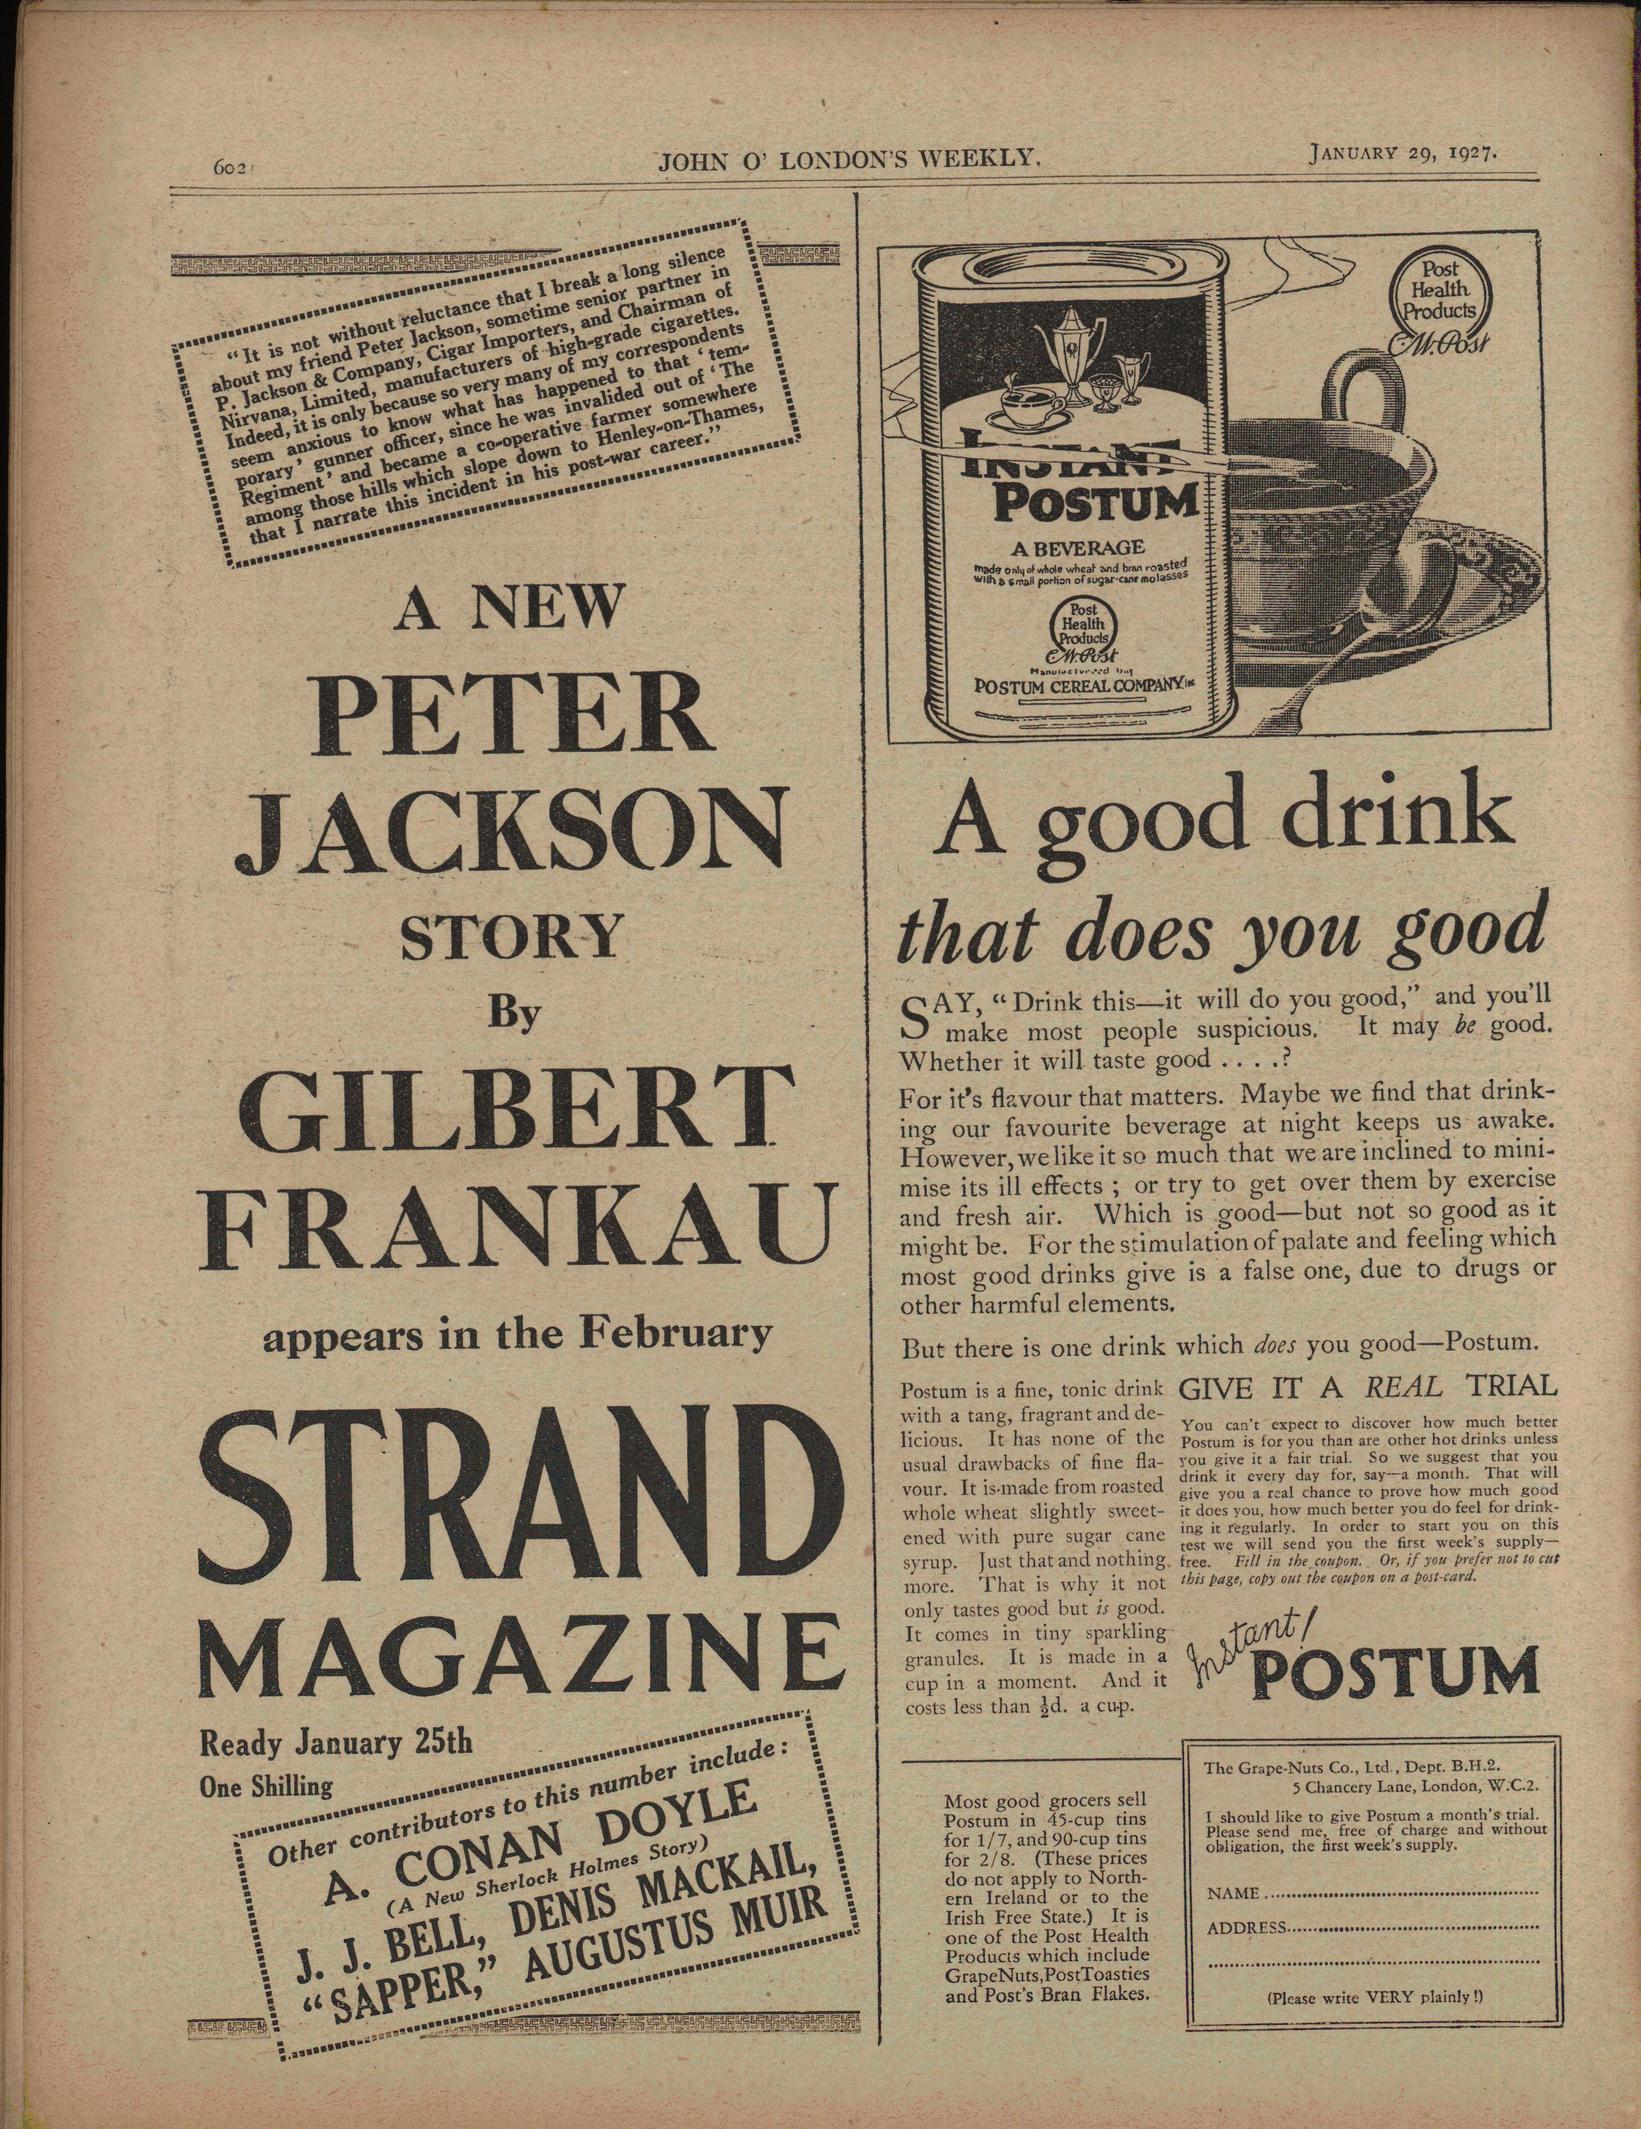 602
JOHN O' LONDON'S WEEKLY.
JANUARY 29, 1927.
"It is not without reluctance that I break a long silence
about my friend Peter Jackson, sometime senior partner in
P. Jackson & Company, Cigar Importers, and Chairman of
Nirvana, Limited, manufacturers of high-grade cigarettes.
Indeed, it is only because so very many of my correspondents
seem anxious to know what has happened to that 'tem-
porary' gunner officer, since he was invalided out of 'The
Regiment' and became a co-operative farmer somewhere
among those hills which slope down to Henley-on-Thames,
that I narrate this incident in his post-war career."
A NEW
PETER
JACKSON
STORY
By
GILBERT
FRANKAU
appears in the February
STRAND
MAGAZINE
Ready January 25th
One Shilling
Other contributors to this number include:
A. CONAN DOYLE
(A New Sherlock Holmes Story)
J. J. BELL, DENIS MACKAIL,
"SAPPER," AUGUSTUS MUIR
Post
Health
Products
C.W. Post
INSTANT
POSTUM
A BEVERAGE
made only of whole wheat and bran roasted
with a small portion of sugar-cane molasses
Post
Health
Products
C.W. Post
Manufactured by
POSTUM CEREAL COMPANY INC
A good drink
that does you good
SAY, "Drink this—it will do you good," and you'll
make most people suspicious. It may be good.
Whether it will taste good . . . .?
For it's flavour that matters. Maybe we find that drink-
ing our favourite beverage at night keeps us awake.
However, we like it so much that we are inclined to mini-
mise its ill effects ; or try to get over them by exercise
and fresh air. Which is good—but not so good as it
might be. For the stimulation of palate and feeling which
most good drinks give is a false one, due to drugs or
other harmful elements.
But there is one drink which does you good—Postum.
Postum is a fine, tonic drink
with a tang, fragrant and de-
licious. It has none of the
usual drawbacks of fine fla-
vour. It is made from roasted
whole wheat slightly sweet-
ened with pure sugar cane
syrup. Just that and nothing
more. That is why it not
only tastes good but is good.
It comes in tiny sparkling
granules. It is made in a
cup in a moment. And it
costs less than ½d. a cup.
GIVE IT A REAL TRIAL
You can't expect to discover how much better
Postum is for you than are other hot drinks unless
you give it a fair trial. So we suggest that you
drink it every day for, say—a month. That will
give you a real chance to prove how much good
it does you, how much better you do feel for drink-
ing it regularly. In order to start you on this
test we will send you the first week's supply—
free. Fill in the coupon. Or, if you prefer not to cut
this page, copy out the coupon on a post-card.
Instant!
POSTUM
Most good grocers sell
Postum in 45-cup tins
for 1/7, and 90-cup tins
for 2/8. (These prices
do not apply to North-
ern Ireland or to the
Irish Free State.) It is
one of the Post Health
Products which include
GrapeNuts, PostToasties
and Post's Bran Flakes.
The Grape-Nuts Co., Ltd., Dept. B.H.2.
5 Chancery Lane, London, W.C.2.
I should like to give Postum a month's trial.
Please send me, free of charge and without
obligation, the first week's supply.
NAME
ADDRESS
(Please write VERY plainly!)